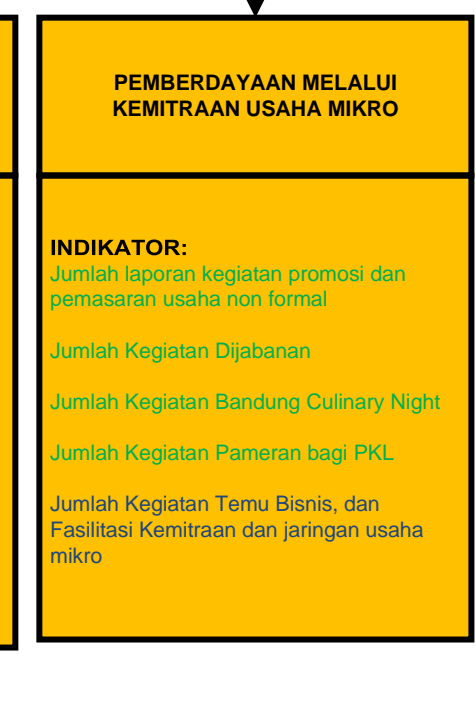 PEMBERDAYAAN MELALUI
KEMITRAAN USAHA MIKRO
INDIKATOR:
Jumlah laporan kegiatan promosi dan
pemasaran usaha non formal
Jumlah Kegiatan Dijabanan
Jumlah Kegiatan Bandung Culinary Night
Jumlah Kegiatan Pameran bagi PKL
Jumlah Kegiatan Temu Bisnis, dan
Fasilitasi Kemitraan dan jaringan usaha
mikro